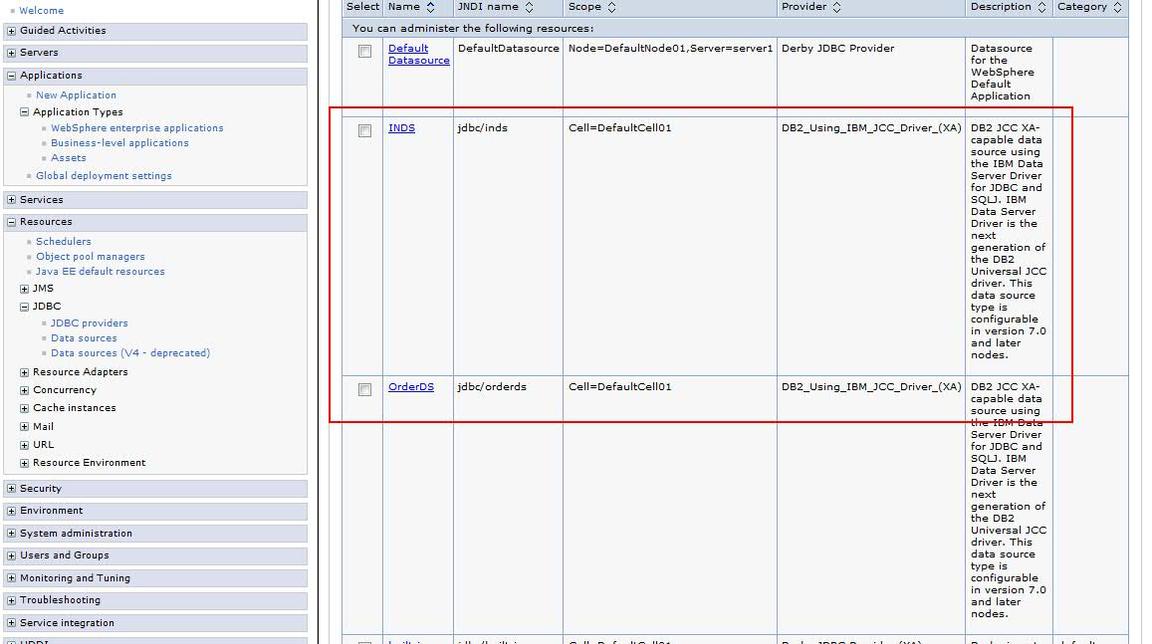 Welcome
Guided Activities
Servers
Applications
New Application
Application Types
WebSphere enterprise applications
Business-level applications
Assets
Global deployment settings
Services
Resources
Schedulers
Object pool managers
Java EE default resources
JMS
JDBC
JDBC providers
Data sources
Data sources (V4 - deprecated)
Resource Adapters
Concurrency
Cache instances
Mail
URL
Resource Environment
Security
Environment
System administration
Users and Groups
Monitoring and Tuning
Troubleshooting
Service integration
UDDI
Select Name JNDI name Scope Provider Description Category
You can administer the following resources:
Default DefaultDatasource Node=DefaultNode01,Server=server1 Derby JDBC Provider Datasource
Datasource for the
WebSphere
Default
Application
INDS jdbc/inds Cell=DefaultCell01 DB2_Using_IBM_JCC_Driver_(XA) DB2 JCC XA-
capable data
source using
the IBM Data
Server Driver
for JDBC and
SQLJ. IBM
Data Server
Driver is the
next
generation of
the DB2
Universal JCC
driver. This
data source
type is
configurable
in version 7.0
and later
nodes.
OrderDS jdbc/orderds Cell=DefaultCell01 DB2_Using_IBM_JCC_Driver_(XA) DB2 JCC XA-
capable data
source using
the IBM Data
Server Driver
for JDBC and
SQLJ. IBM
Data Server
Driver is the
next
generation of
the DB2
Universal JCC
driver. This
data source
type is
configurable
in version 7.0
and later
nodes.